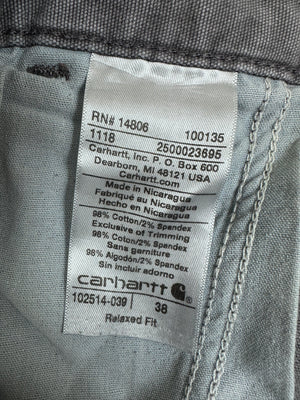 RN# 14806 100135
1118 2500023695
Carhartt, Inc. P. O. Box 600
Dearborn, MI 48121 USA
Carhartt.com
Made in Nicaragua
Fabriqué au Nicaragua
Hecho en Nicaragua
98% Cotton/2% Spandex
Exclusive of Trimming
98% Coton/2% Spandex
Sans garniture
98% Algodón/2% Spandex
Sin incluir adorno
carhartt
102514-039 38
Relaxed Fit